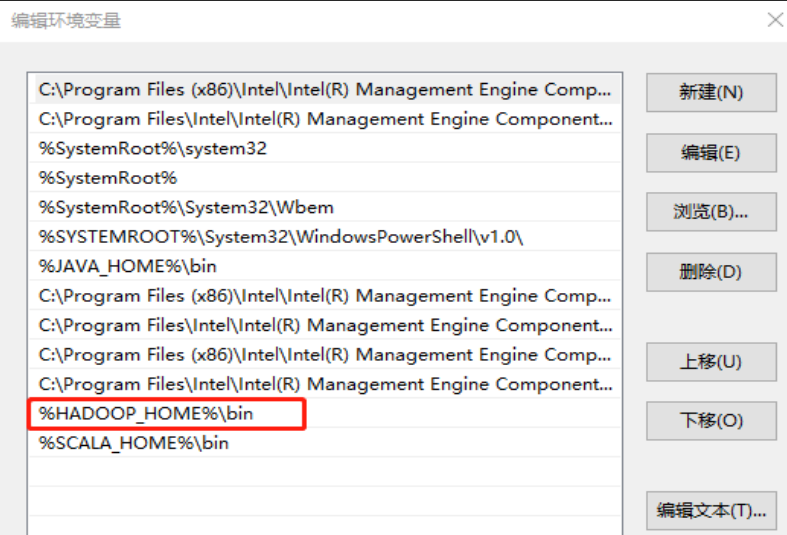 编辑环境变量
C:\Program Files (x86)\Intel\Intel(R) Management Engine Comp...
C:\Program Files\Intel\Intel(R) Management Engine Component...
%SystemRoot%\system32
%SystemRoot%
%SystemRoot%\System32\Wbem
%SYSTEMROOT%\System32\WindowsPowerShell\v1.0\
%JAVA_HOME%\bin
C:\Program Files (x86)\Intel\Intel(R) Management Engine Comp...
C:\Program Files\Intel\Intel(R) Management Engine Component...
C:\Program Files (x86)\Intel\Intel(R) Management Engine Comp...
C:\Program Files\Intel\Intel(R) Management Engine Component...
%HADOOP_HOME%\bin
%SCALA_HOME%\bin
新建(N)
编辑(E)
浏览(B)...
删除(D)
上移(U)
下移(O)
编辑文本(T)...